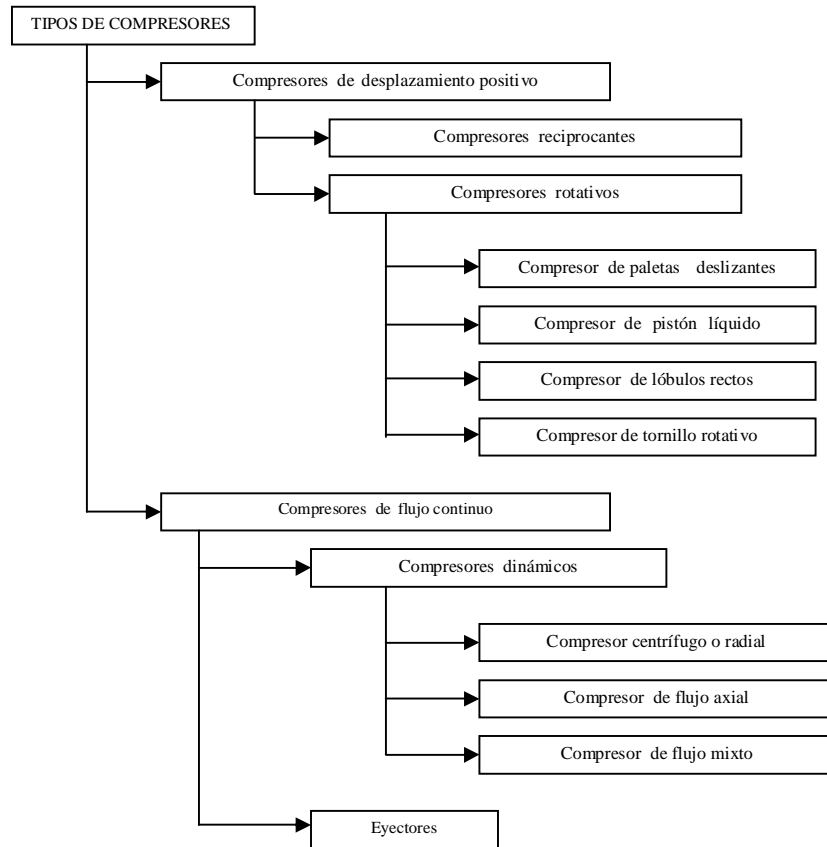 TIPOS DE COMPRESORES
Compresores de desplazamiento positivo
Compresores reciprocantes
Compresores rotativos
Compresor de paletas deslizantes
Compresor de pistón líquido
Compresor de lóbulos rectos
Compresor de tornillo rotativo
Compresores de flujo continuo
Compresores dinámicos
Compresor centrífugo o radial
Compresor de flujo axial
Compresor de flujo mixto
Eyectores